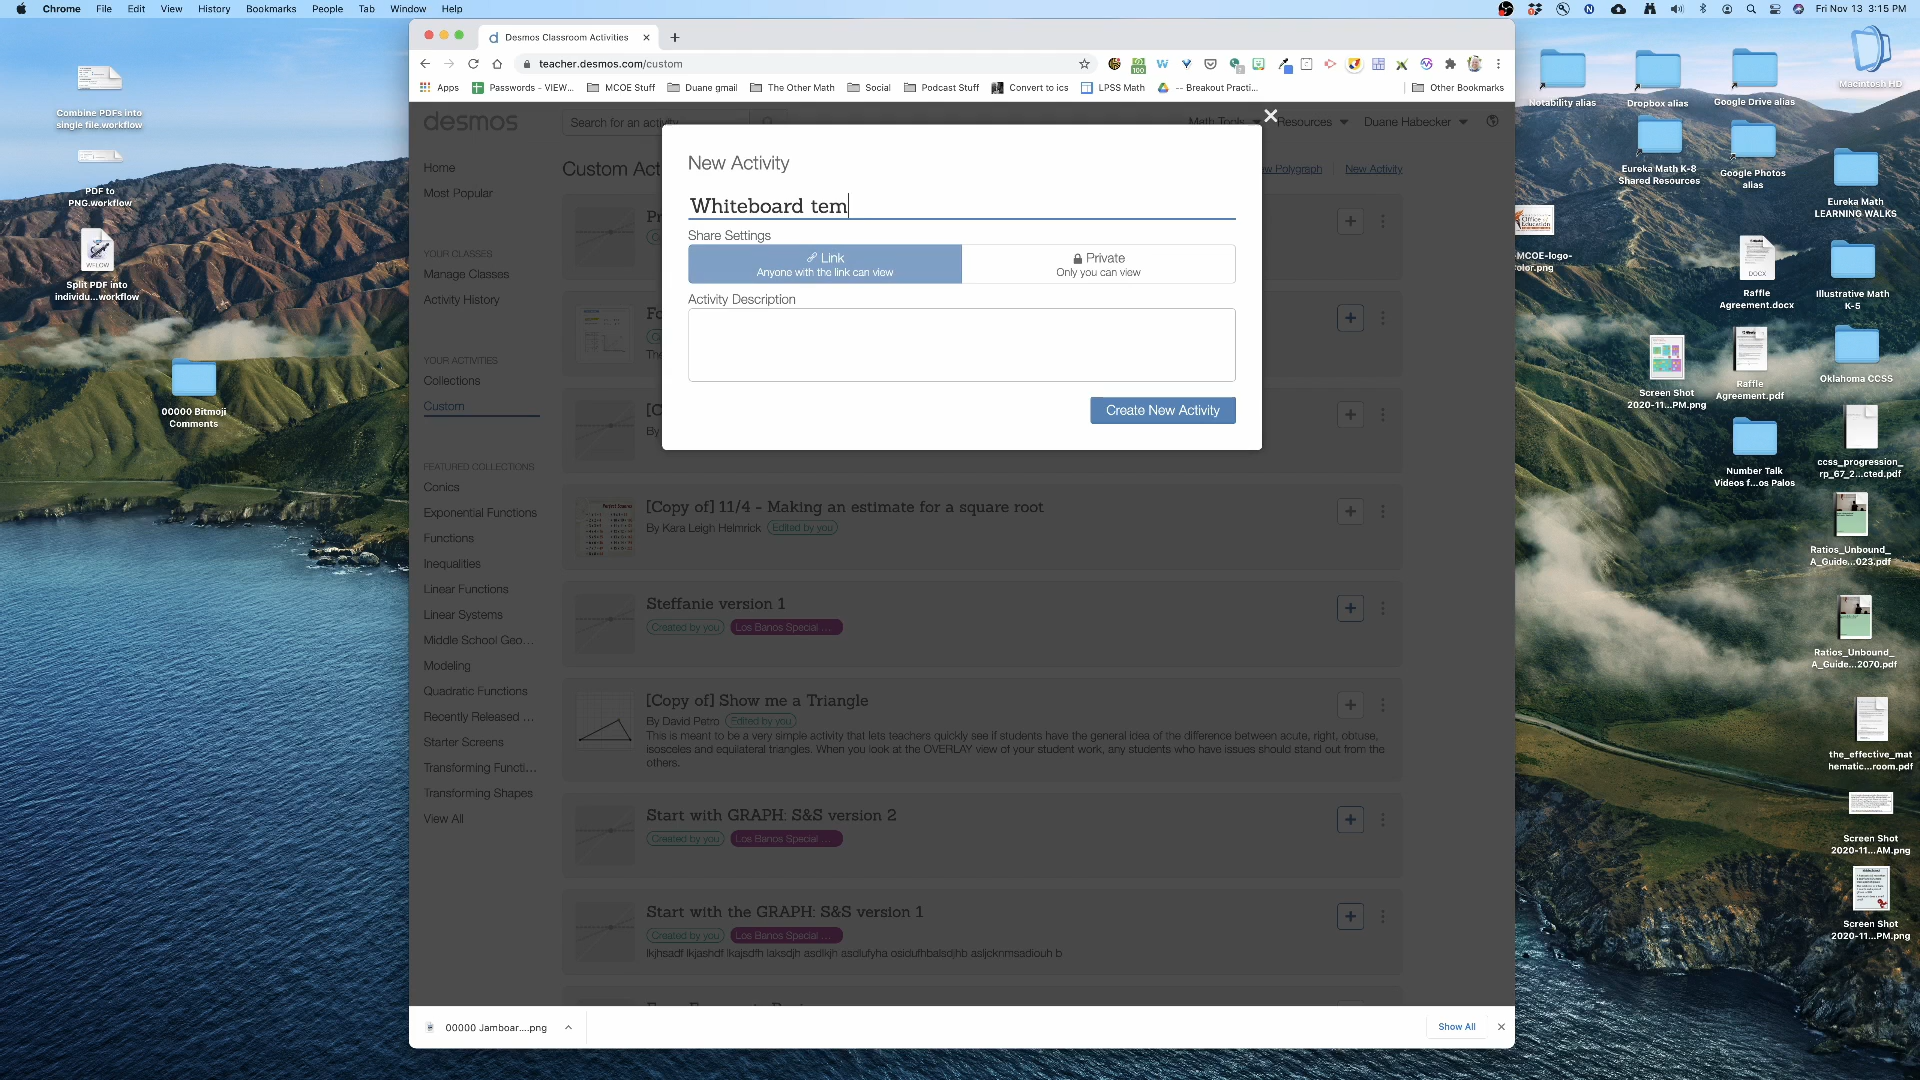 Chrome File Edit View History Bookmarks People Tab Window Help
Fri Nov 13 3:15 PM
Desmos Classroom Activities
teacher.desmos.com/custom
Apps Passwords - VIEW... MCOE Stuff Duane gmail The Other Math Social Podcast Stuff Convert to ics LPSS Math -- Breakout Practi... Other Bookmarks
desmos
Search for an activity
Math Tools Resources Duane Habecker
Home
Most Popular
YOUR CLASSES
Manage Classes
Activity History
YOUR ACTIVITIES
Collections
Custom
FEATURED COLLECTIONS
Conics
Exponential Functions
Functions
Inequalities
Linear Functions
Linear Systems
Middle School Geo...
Modeling
Quadratic Functions
Recently Released ...
Starter Screens
Transforming Functi...
Transforming Shapes
View All
Custom Act
w Polygraph
New Activity
New Activity
Whiteboard tem
Share Settings
Link
Anyone with the link can view
Private
Only you can view
Activity Description
Create New Activity
Pr
Fo
The
[C
By
[Copy of] 11/4 - Making an estimate for a square root
By Kara Leigh Helmrick Edited by you
Steffanie version 1
Created by you Los Banos Special ...
[Copy of] Show me a Triangle
By David Petro Edited by you
This is meant to be a very simple activity that lets teachers quickly see if students have the general idea of the difference between acute, right, obtuse,
isosceles and equilateral triangles. When you look at the OVERLAY view of your student work, any students who have issues should stand out from the
others.
Start with GRAPH: S&S version 2
Created by you Los Banos Special ...
Start with the GRAPH: S&S version 1
Created by you Los Banos Special ...
00000 Jamboar....png
Show All
Combine PDFs into
single file.workflow
PDF to
PNG.workflow
WFLOW
Split PDF into
individu...workflow
00000 Bitmoji
Comments
Notability alias
Dropbox alias
Google Drive alias
Macintosh HD
Eureka Math K-8
Shared Resources
Google Photos
alias
Eureka Math
LEARNING WALKS
Office of
Education
-MCOE-logo-
olor.png
DOCX
Raffle
Agreement.docx
Illustrative Math
K-5
Screen Shot
2020-11...PM.png
Raffle
Agreement.pdf
Oklahoma CCSS
Number Talk
Videos f...os Palos
ccss_progression_
rp_67_2...cted.pdf
Ratios_Unbound_
A_Guide...023.pdf
Ratios_Unbound_
A_Guide...2070.pdf
the_effective_mat
hematic...room.pdf
Screen Shot
2020-11...AM.png
Screen Shot
2020-11...PM.png